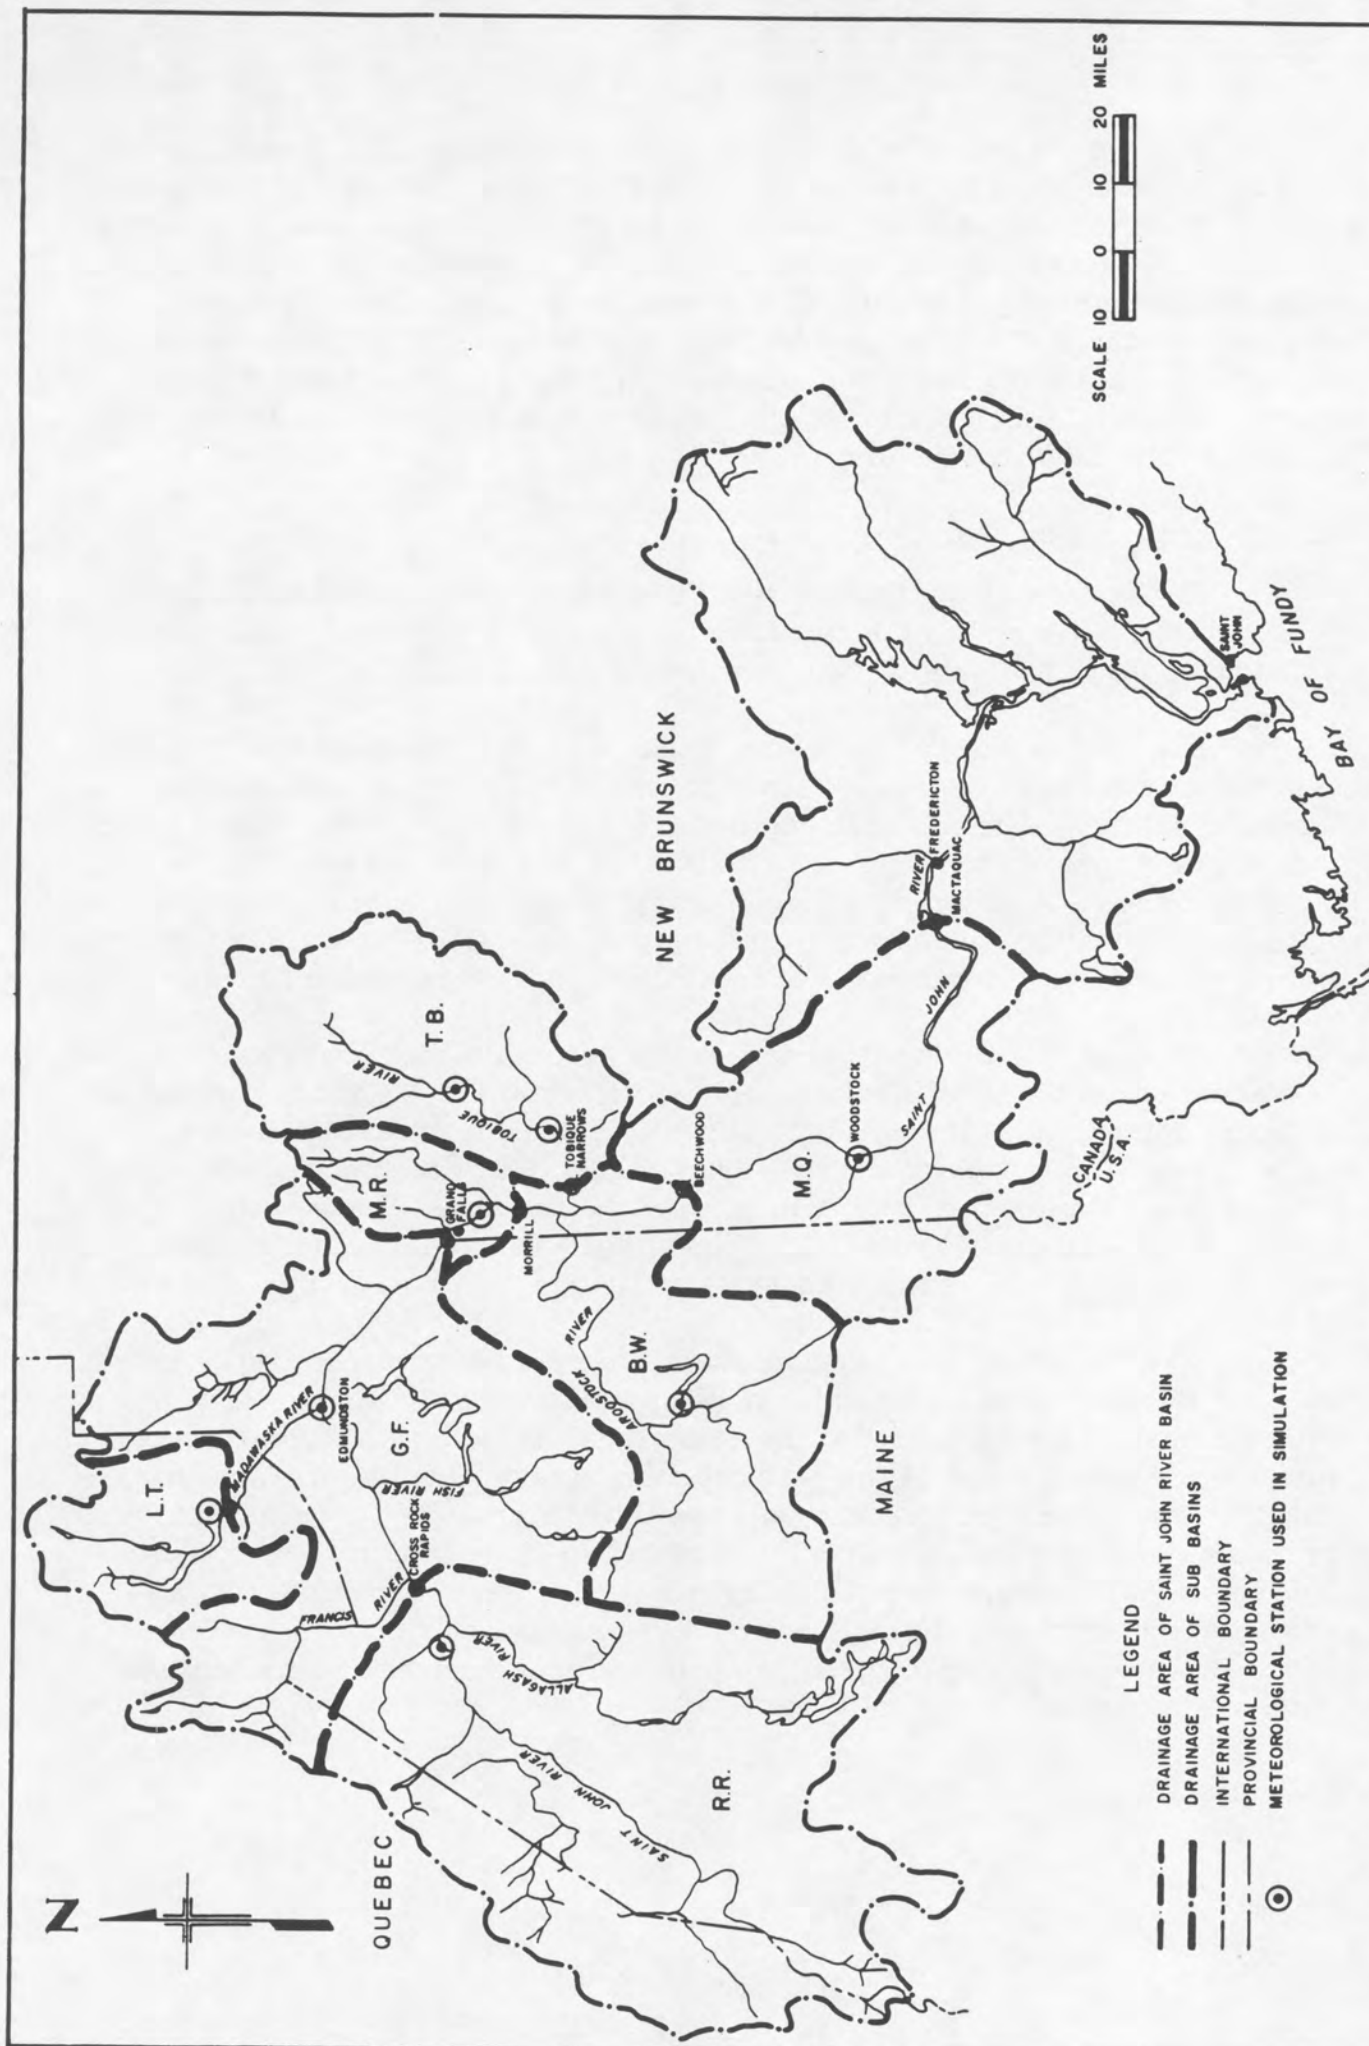 N
QUEBEC
L.T.
MADAWASKA RIVER
EDMUNDSTON
G.F.
FISH RIVER
FRANCIS
RIVER
CROSS ROCK
RAPIDS
ALLAGASH
RIVER
SAINT
JOHN
RIVER
R.R.
M.R.
GRAND
FALLS
MORRILL
T.B.
TOBIQUE
RIVER
TOBIQUE
NARROWS
BEECHWOOD
AROOSTOCK
RIVER
B.W.
MAINE
NEW BRUNSWICK
M.Q.
WOODSTOCK
SAINT
JOHN
RIVER
FREDERICTON
MACTAQUAC
CANADA
U.S.A.
SAINT
JOHN
BAY OF FUNDY
SCALE 10 0 10 20 MILES
LEGEND
DRAINAGE AREA OF SAINT JOHN RIVER BASIN
DRAINAGE AREA OF SUB BASINS
INTERNATIONAL BOUNDARY
PROVINCIAL BOUNDARY
METEOROLOGICAL STATION USED IN SIMULATION